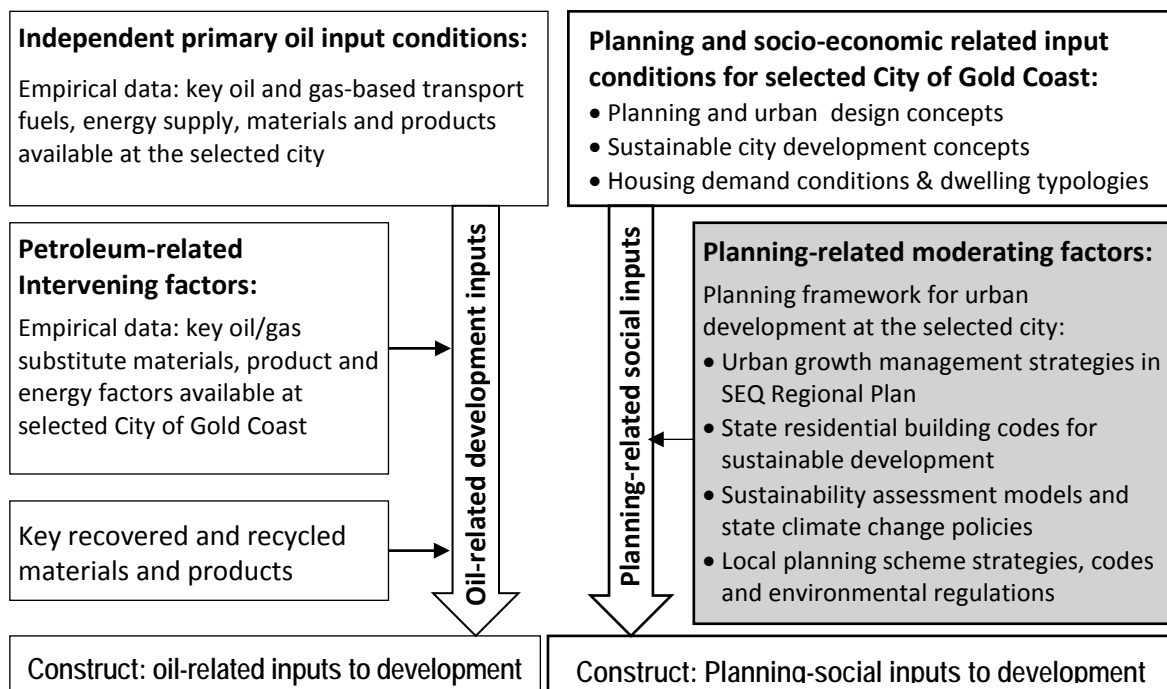 Independent primary oil input conditions:
Empirical data: key oil and gas-based transport
fuels, energy supply, materials and products
available at the selected city
Planning and socio-economic related input
conditions for selected City of Gold Coast:
• Planning and urban design concepts
• Sustainable city development concepts
• Housing demand conditions & dwelling typologies
Petroleum-related
Intervening factors:
Empirical data: key oil/gas
substitute materials, product and
energy factors available at
selected City of Gold Coast
Key recovered and recycled
materials and products
Oil-related development inputs
Planning-related social inputs
Planning-related moderating factors:
Planning framework for urban
development at the selected city:
• Urban growth management strategies in
SEQ Regional Plan
• State residential building codes for
sustainable development
• Sustainability assessment models and
state climate change policies
• Local planning scheme strategies, codes
and environmental regulations
Construct: oil-related inputs to development
Construct: Planning-social inputs to development